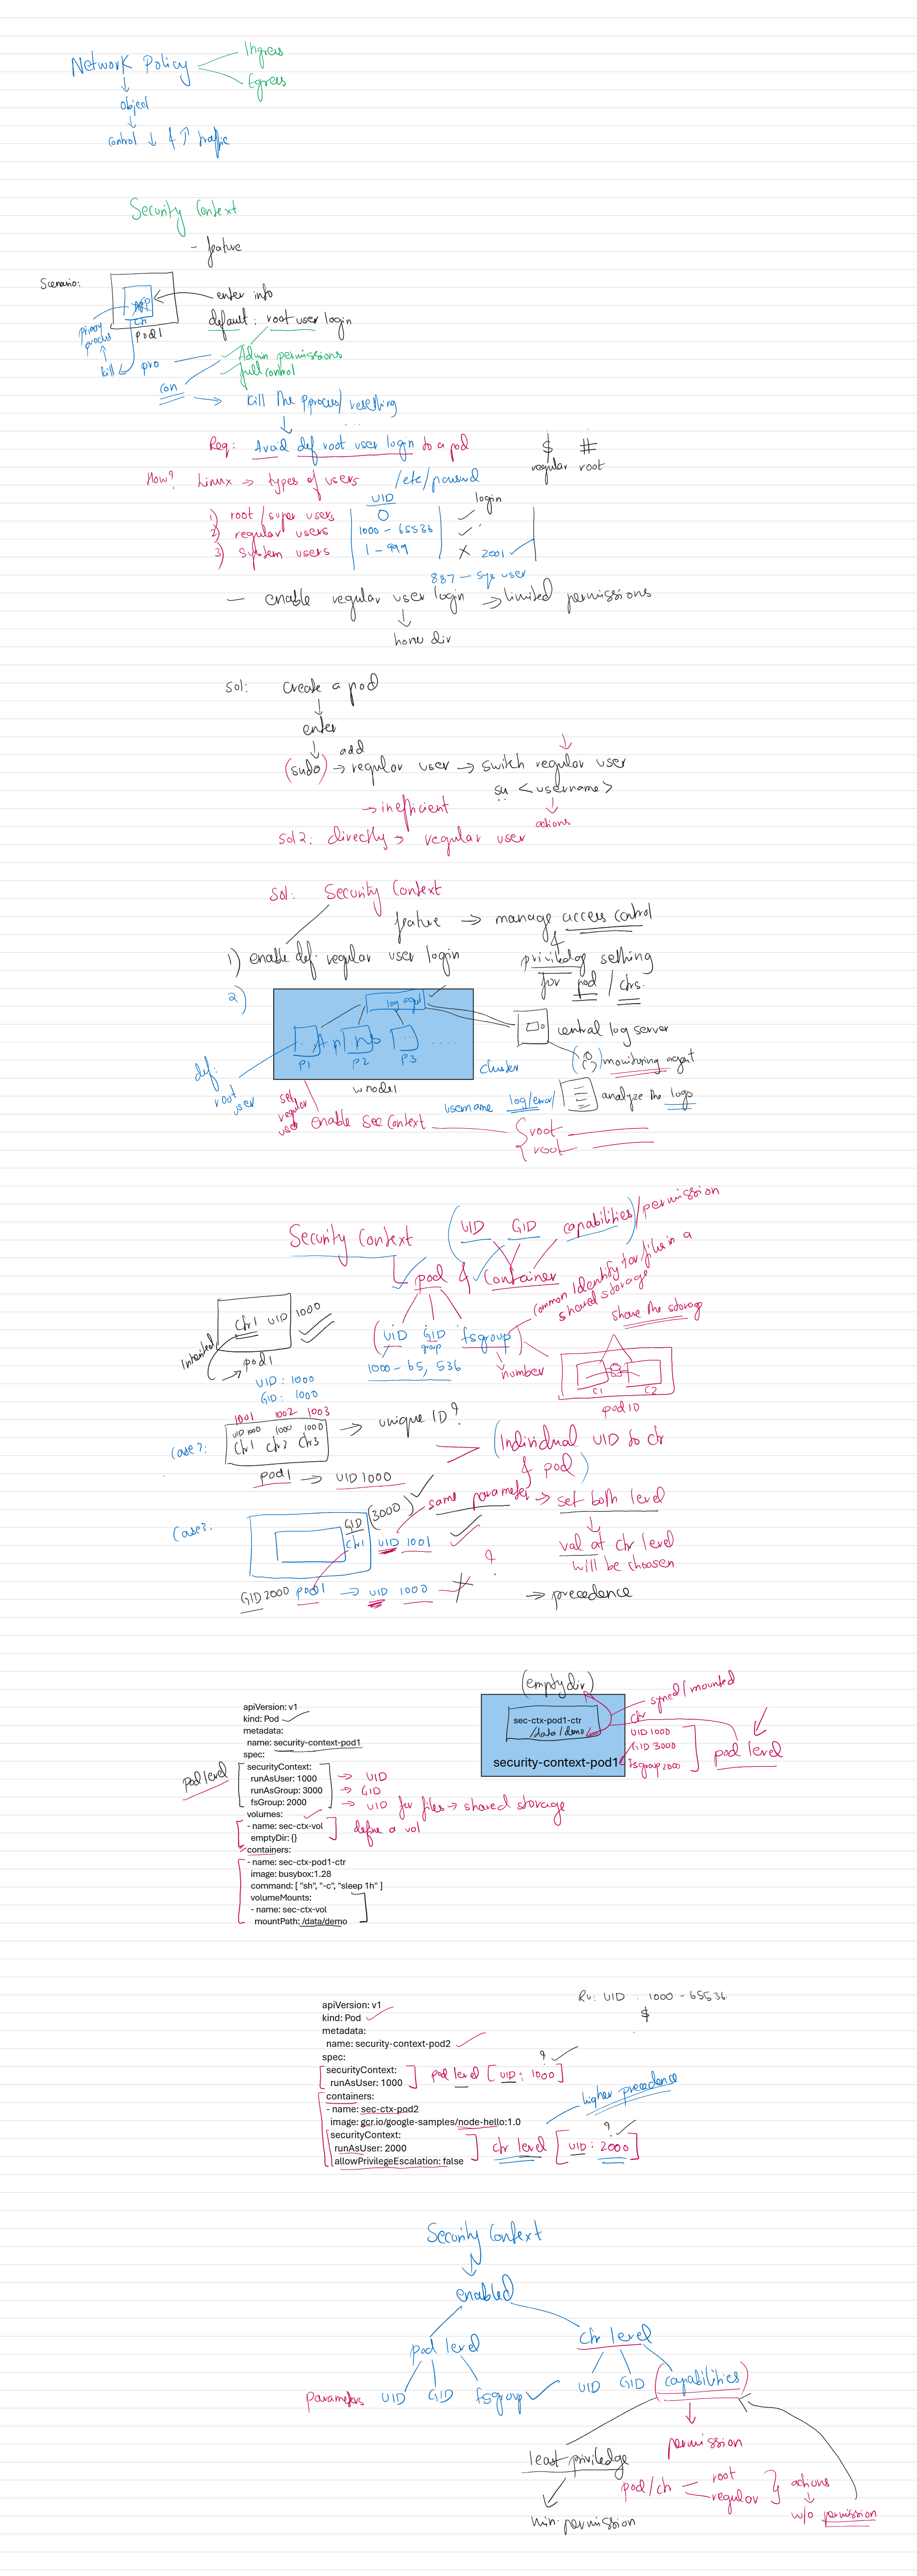 Network Policy
Ingress
Egress
object
control ↓ & ↑ traffic
Security Context
- feature
Scenario:
enter into
APP
Ctr
pod1
default: root user login
primary process
kill
pro
Admin permissions
full control
con
kill the process/resetting
...
Req: Avoid def root user login to a pod
$ #
regular root
How? Linux → types of users /etc/passwd
UID
login
1) root/super users 0 ✓
2) regular users 1000 - 65536 ✓
3) system users 1 - 999 ✗ 2001 ✓
887 - sys user
- enable regular user login → limited permissions
home dir
sol: create a pod
enter
add
(sudo) → regular user → switch regular user
su <username>
→ inefficient
actions
sol2: directly → regular user
sol: Security Context
feature → manage access control
&
1) enable def. regular user login
priviledge setting
for pod / ctrs.
2)
log agent
central log server
P1 P2 P3 ....
monitoring agent
cluster
def: root user
w node1
username log/error/
analyze the logs
set regular user
enable sec context
root
root
Security Context (UID GID capabilities)/permission
pod & Container
common identity for files in a shared storage
share the storage
ctr1 UID 1000
inherited
pod1
(UID GID fsgroup)
group
1000 - 65,536
number
C1 C2
pod10
UID: 1000
GID: 1000
1001 1002 1003
UID 1000 1000 1000
Case2: Ctr1 Ctr2 Ctr3 → unique ID?
(Individual UID to ctr & pod)
pod1 → UID 1000
same parameter → set both level
GID (3000)
Case3: ctr1 UID 1001
val at ctr level will be choosen
?
GID 2000 pod1 → UID 1000
→ precedence
(emptydir)
synced/mounted
apiVersion: v1
kind: Pod
metadata:
name: security-context-pod1
spec:
Pod level
securityContext:
runAsUser: 1000 → UID
runAsGroup: 3000 → GID
fsGroup: 2000 → UID for files → shared storage
volumes:
- name: sec-ctx-vol
define a vol
emptyDir: {}
containers:
- name: sec-ctx-pod1-ctr
image: busybox:1.28
command: [ "sh", "-c", "sleep 1h" ]
volumeMounts:
- name: sec-ctx-vol
mountPath: /data/demo
sec-ctx-pod1-ctr
/data/demo
security-context-pod1
ctr
UID 1000
GID 3000
fsgroup 2000
pod level
Ru: UID : 1000 - 65536
$
apiVersion: v1
kind: Pod
metadata:
name: security-context-pod2
spec:
securityContext:
runAsUser: 1000
pod level [UID: 1000]
?
containers:
- name: sec-ctx-pod2
image: gcr.io/google-samples/node-hello:1.0
securityContext:
runAsUser: 2000
allowPrivilegeEscalation: false
higher precedence
?
ctr level [UID: 2000]
Security Context
enabled
pod level
ctr level
Parameters UID GID fsgroup
UID GID (capabilities)
permission
least priviledge
pod/ctr
root
regular
actions
w/o permission
min. permission